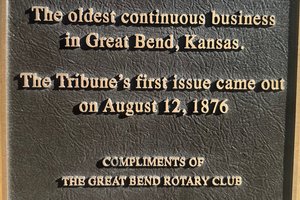 The oldest continuous business
in Great Bend, Kansas.
The Tribune's first issue came out
on August 12, 1876
COMPLIMENTS OF
THE GREAT BEND ROTARY CLUB